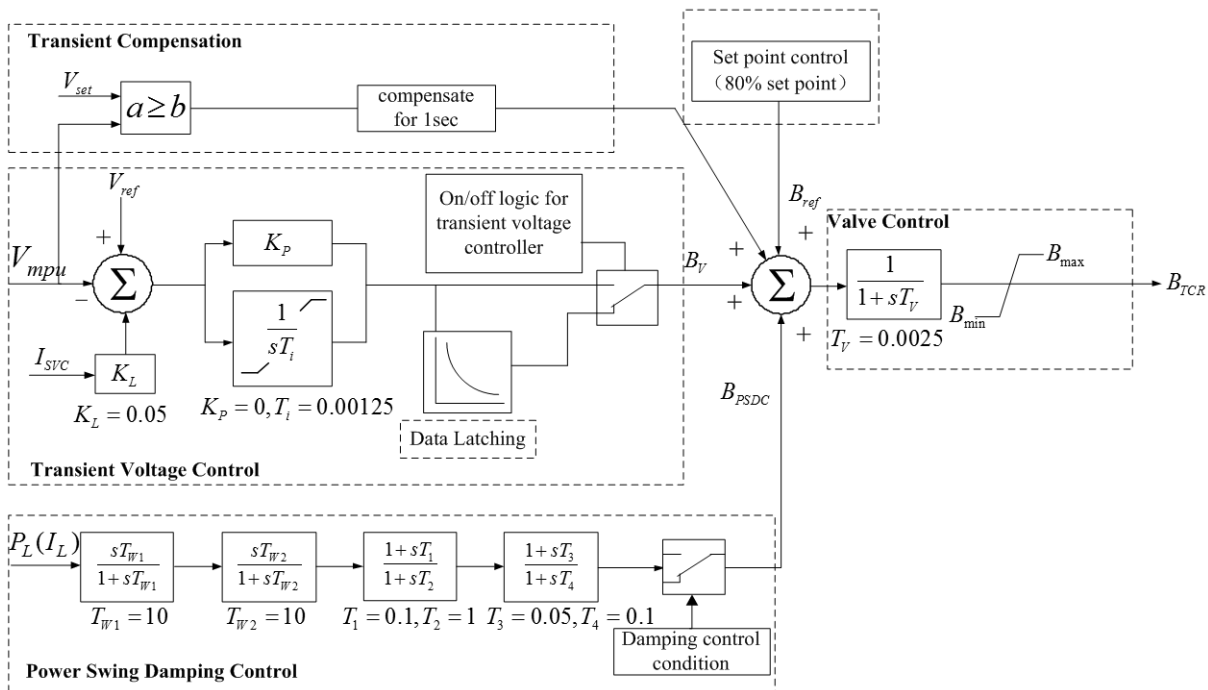 Transient Compensation
V_set
a ≥ b
compensate
for 1sec
Set point control
（80% set point）
V_ref
+
V_mpu
−
Σ
I_SVC
K_L
K_L = 0.05
K_P
1
sT_i
K_P = 0, T_i = 0.00125
On/off logic for
transient voltage
controller
Data Latching
B_V
Transient Voltage Control
B_ref
+
+
+
+
Σ
B_PSDC
Valve Control
1
1 + sT_V
T_V = 0.0025
B_max
B_min
B_TCR
P_L (I_L)
sT_W1
1 + sT_W1
T_W1 = 10
sT_W2
1 + sT_W2
T_W2 = 10
1 + sT_1
1 + sT_2
T_1 = 0.1, T_2 = 1
1 + sT_3
1 + sT_4
T_3 = 0.05, T_4 = 0.1
Damping control
condition
Power Swing Damping Control